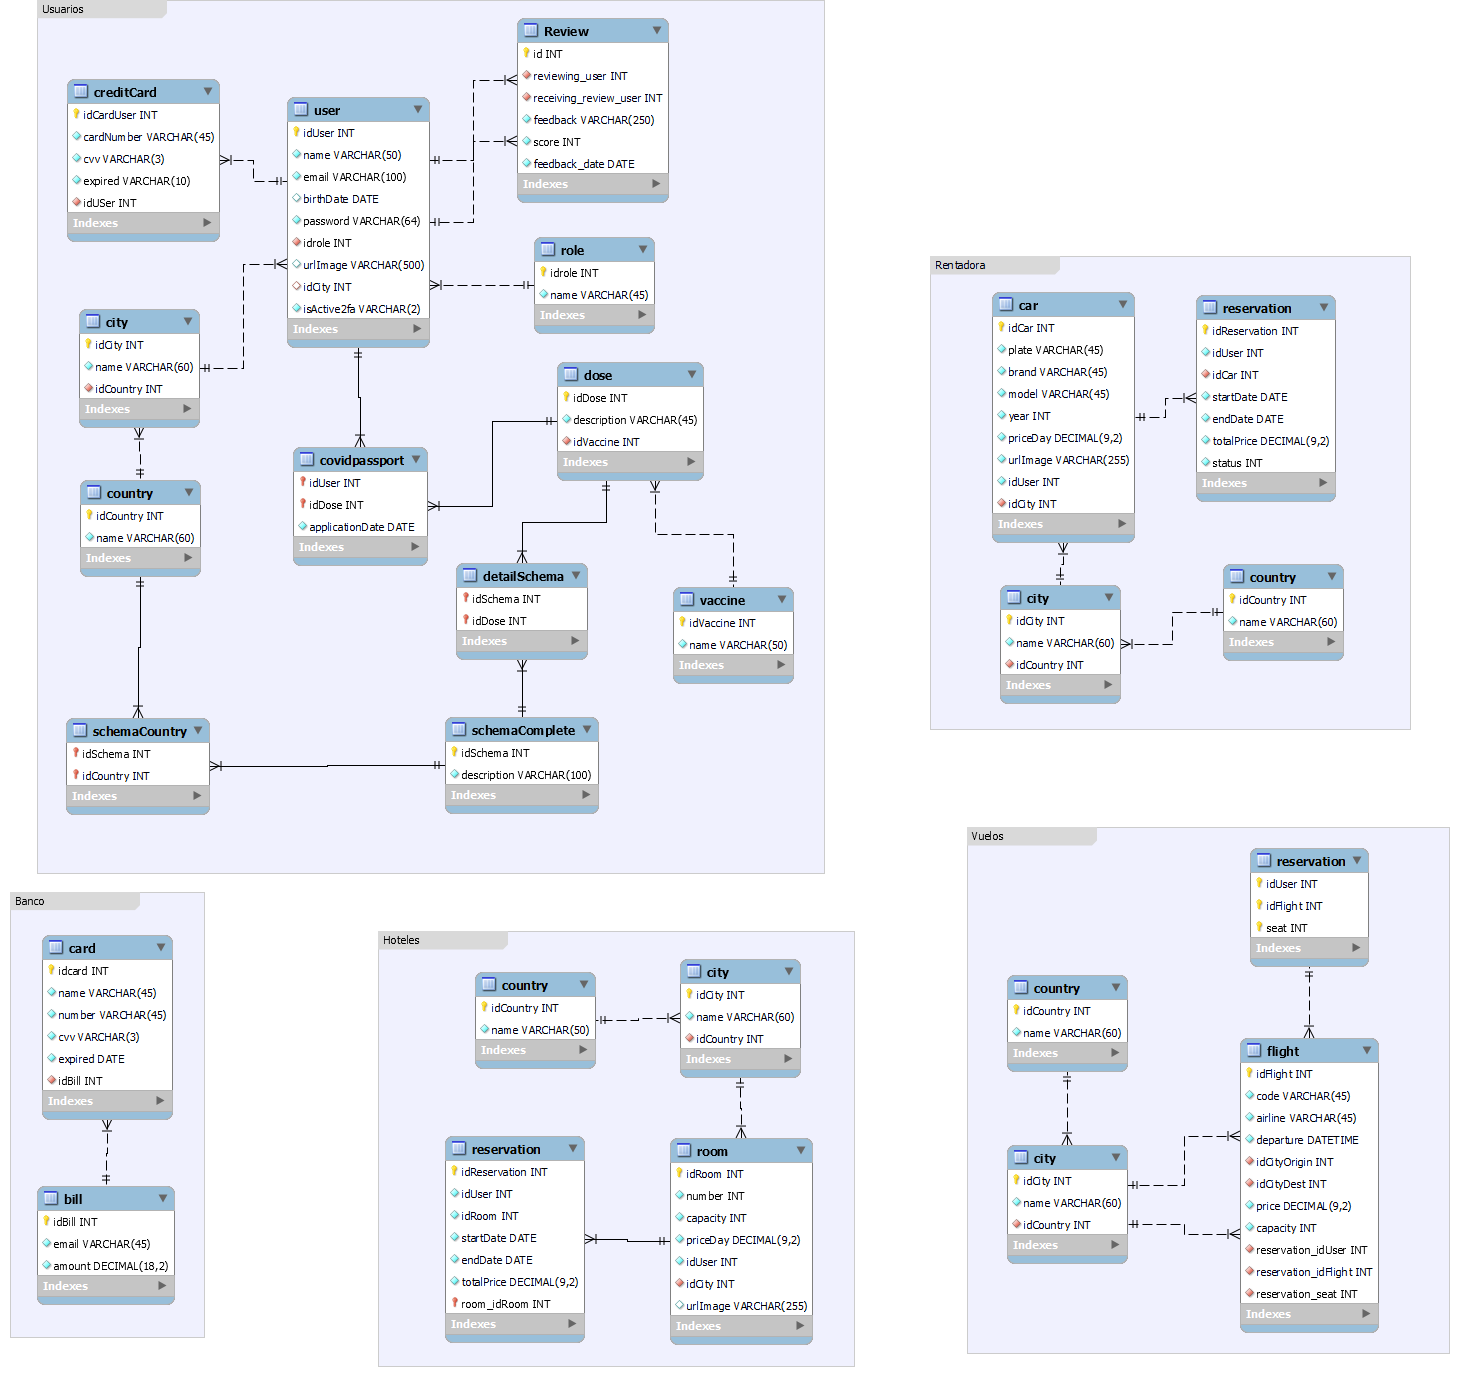 Usuarios
creditCard
idCardUser INT
cardNumber VARCHAR(45)
cvv VARCHAR(3)
expired VARCHAR(10)
idUSer INT
Indexes
user
idUser INT
name VARCHAR(50)
email VARCHAR(100)
birthDate DATE
password VARCHAR(64)
idrole INT
urlImage VARCHAR(500)
idCity INT
isActive2fa VARCHAR(2)
Indexes
Review
id INT
reviewing_user INT
receiving_review_user INT
feedback VARCHAR(250)
score INT
feedback_date DATE
Indexes
role
idrole INT
name VARCHAR(45)
Indexes
city
idCity INT
name VARCHAR(60)
idCountry INT
Indexes
country
idCountry INT
name VARCHAR(60)
Indexes
covidpassport
idUser INT
idDose INT
applicationDate DATE
Indexes
dose
idDose INT
description VARCHAR(45)
idVaccine INT
Indexes
detailSchema
idSchema INT
idDose INT
Indexes
vaccine
idVaccine INT
name VARCHAR(50)
Indexes
schemaCountry
idSchema INT
idCountry INT
Indexes
schemaComplete
idSchema INT
description VARCHAR(100)
Indexes
Rentadora
car
idCar INT
plate VARCHAR(45)
brand VARCHAR(45)
model VARCHAR(45)
year INT
priceDay DECIMAL(9,2)
urlImage VARCHAR(255)
idUser INT
idCity INT
Indexes
reservation
idReservation INT
idUser INT
idCar INT
startDate DATE
endDate DATE
totalPrice DECIMAL(9,2)
status INT
Indexes
city
idCity INT
name VARCHAR(60)
idCountry INT
Indexes
country
idCountry INT
name VARCHAR(60)
Indexes
Banco
card
idcard INT
name VARCHAR(45)
number VARCHAR(45)
cvv VARCHAR(3)
expired DATE
idBill INT
Indexes
bill
idBill INT
email VARCHAR(45)
amount DECIMAL(18,2)
Indexes
Hoteles
country
idCountry INT
name VARCHAR(50)
Indexes
city
idCity INT
name VARCHAR(60)
idCountry INT
Indexes
reservation
idReservation INT
idUser INT
idRoom INT
startDate DATE
endDate DATE
totalPrice DECIMAL(9,2)
room_idRoom INT
Indexes
room
idRoom INT
number INT
capacity INT
priceDay DECIMAL(9,2)
idUser INT
idCity INT
urlImage VARCHAR(255)
Indexes
Vuelos
reservation
idUser INT
idFlight INT
seat INT
Indexes
country
idCountry INT
name VARCHAR(60)
Indexes
city
idCity INT
name VARCHAR(60)
idCountry INT
Indexes
flight
idFlight INT
code VARCHAR(45)
airline VARCHAR(45)
departure DATETIME
idCityOrigin INT
idCityDest INT
price DECIMAL(9,2)
capacity INT
reservation_idUser INT
reservation_idFlight INT
reservation_seat INT
Indexes